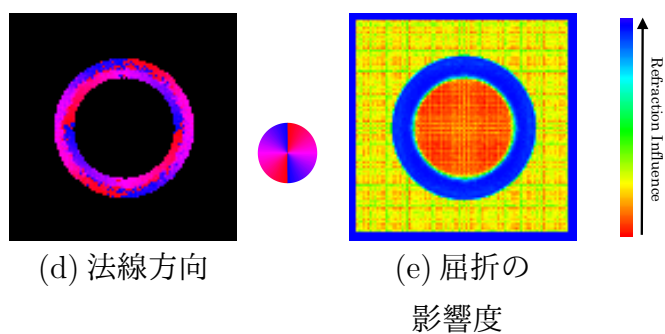 Refraction Influence
(d) 法線方向
(e) 屈折の
影響度